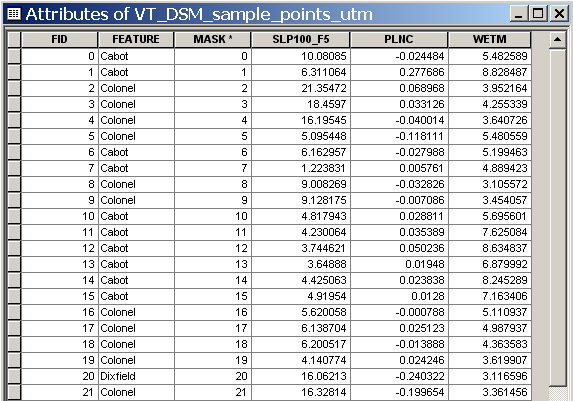 Attributes of VT_DSM_sample_points_utm
FID FEATURE MASK * SLP100_F5 PLNC WETM
0 Cabot 0 10.08085 -0.024484 5.482589
1 Cabot 1 6.311064 0.277686 8.828487
2 Colonel 2 21.35472 0.068968 3.952164
3 Colonel 3 18.4597 0.033126 4.255339
4 Colonel 4 16.19545 -0.040014 3.640726
5 Colonel 5 5.095448 -0.118111 5.480559
6 Cabot 6 6.162957 -0.027988 5.199463
7 Cabot 7 1.223831 0.005761 4.889423
8 Colonel 8 9.008269 -0.032826 3.105572
9 Colonel 9 9.128175 -0.007086 3.454057
10 Cabot 10 4.817943 0.028811 5.695601
11 Cabot 11 4.230064 0.035389 7.625084
12 Cabot 12 3.744621 0.050236 8.634837
13 Cabot 13 3.64888 0.01948 6.879992
14 Cabot 14 4.425063 0.023838 8.245289
15 Cabot 15 4.91954 0.0128 7.163406
16 Colonel 16 5.620058 -0.000788 5.110937
17 Colonel 17 6.138704 0.025123 4.987937
18 Colonel 18 6.200517 -0.013888 4.363583
19 Colonel 19 4.140774 0.024246 3.619907
20 Dixfield 20 16.06213 -0.240322 3.116596
21 Colonel 21 16.32814 -0.199654 3.361456